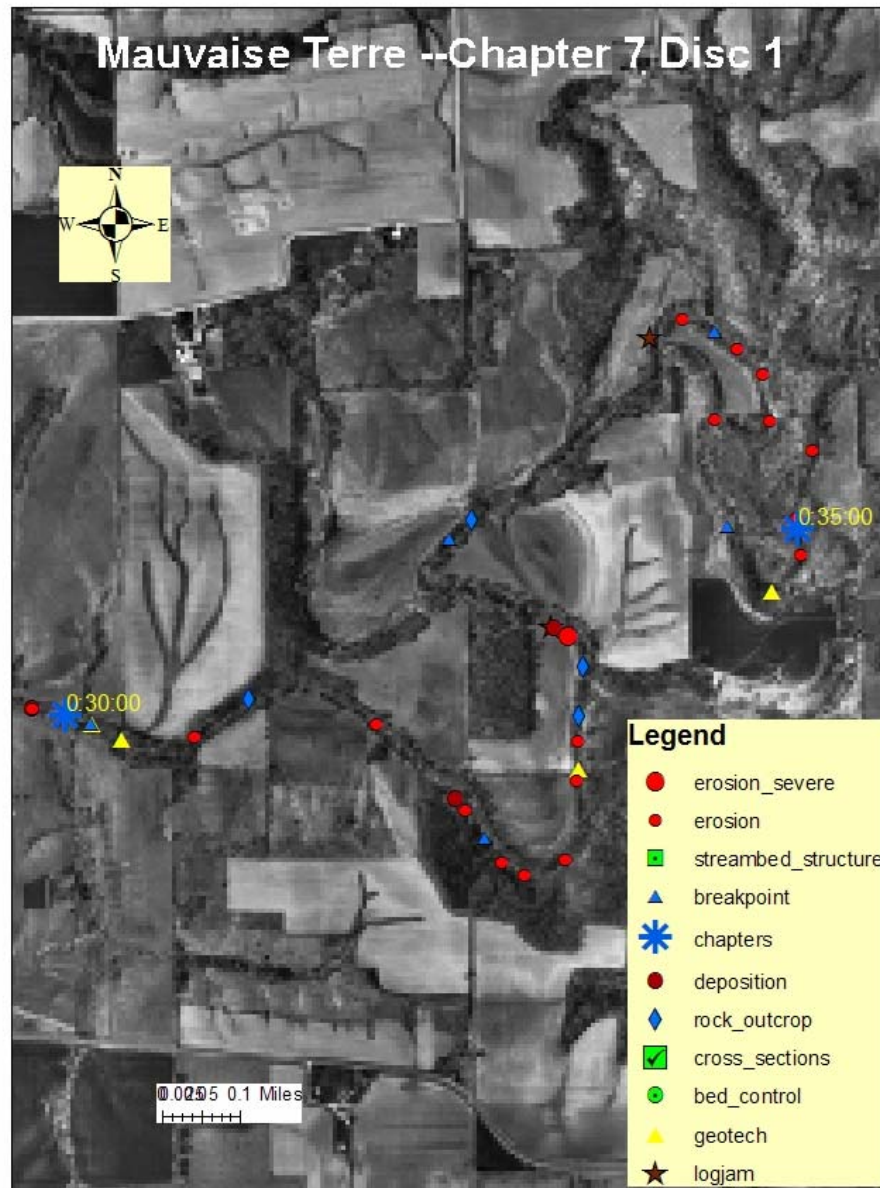 Mauvaise Terre --Chapter 7 Disc 1
N
W E
S
0:35:00
0:30:00
Legend
erosion_severe
erosion
streambed_structure
breakpoint
chapters
deposition
rock_outcrop
cross_sections
bed_control
geotech
logjam
0.1 Miles